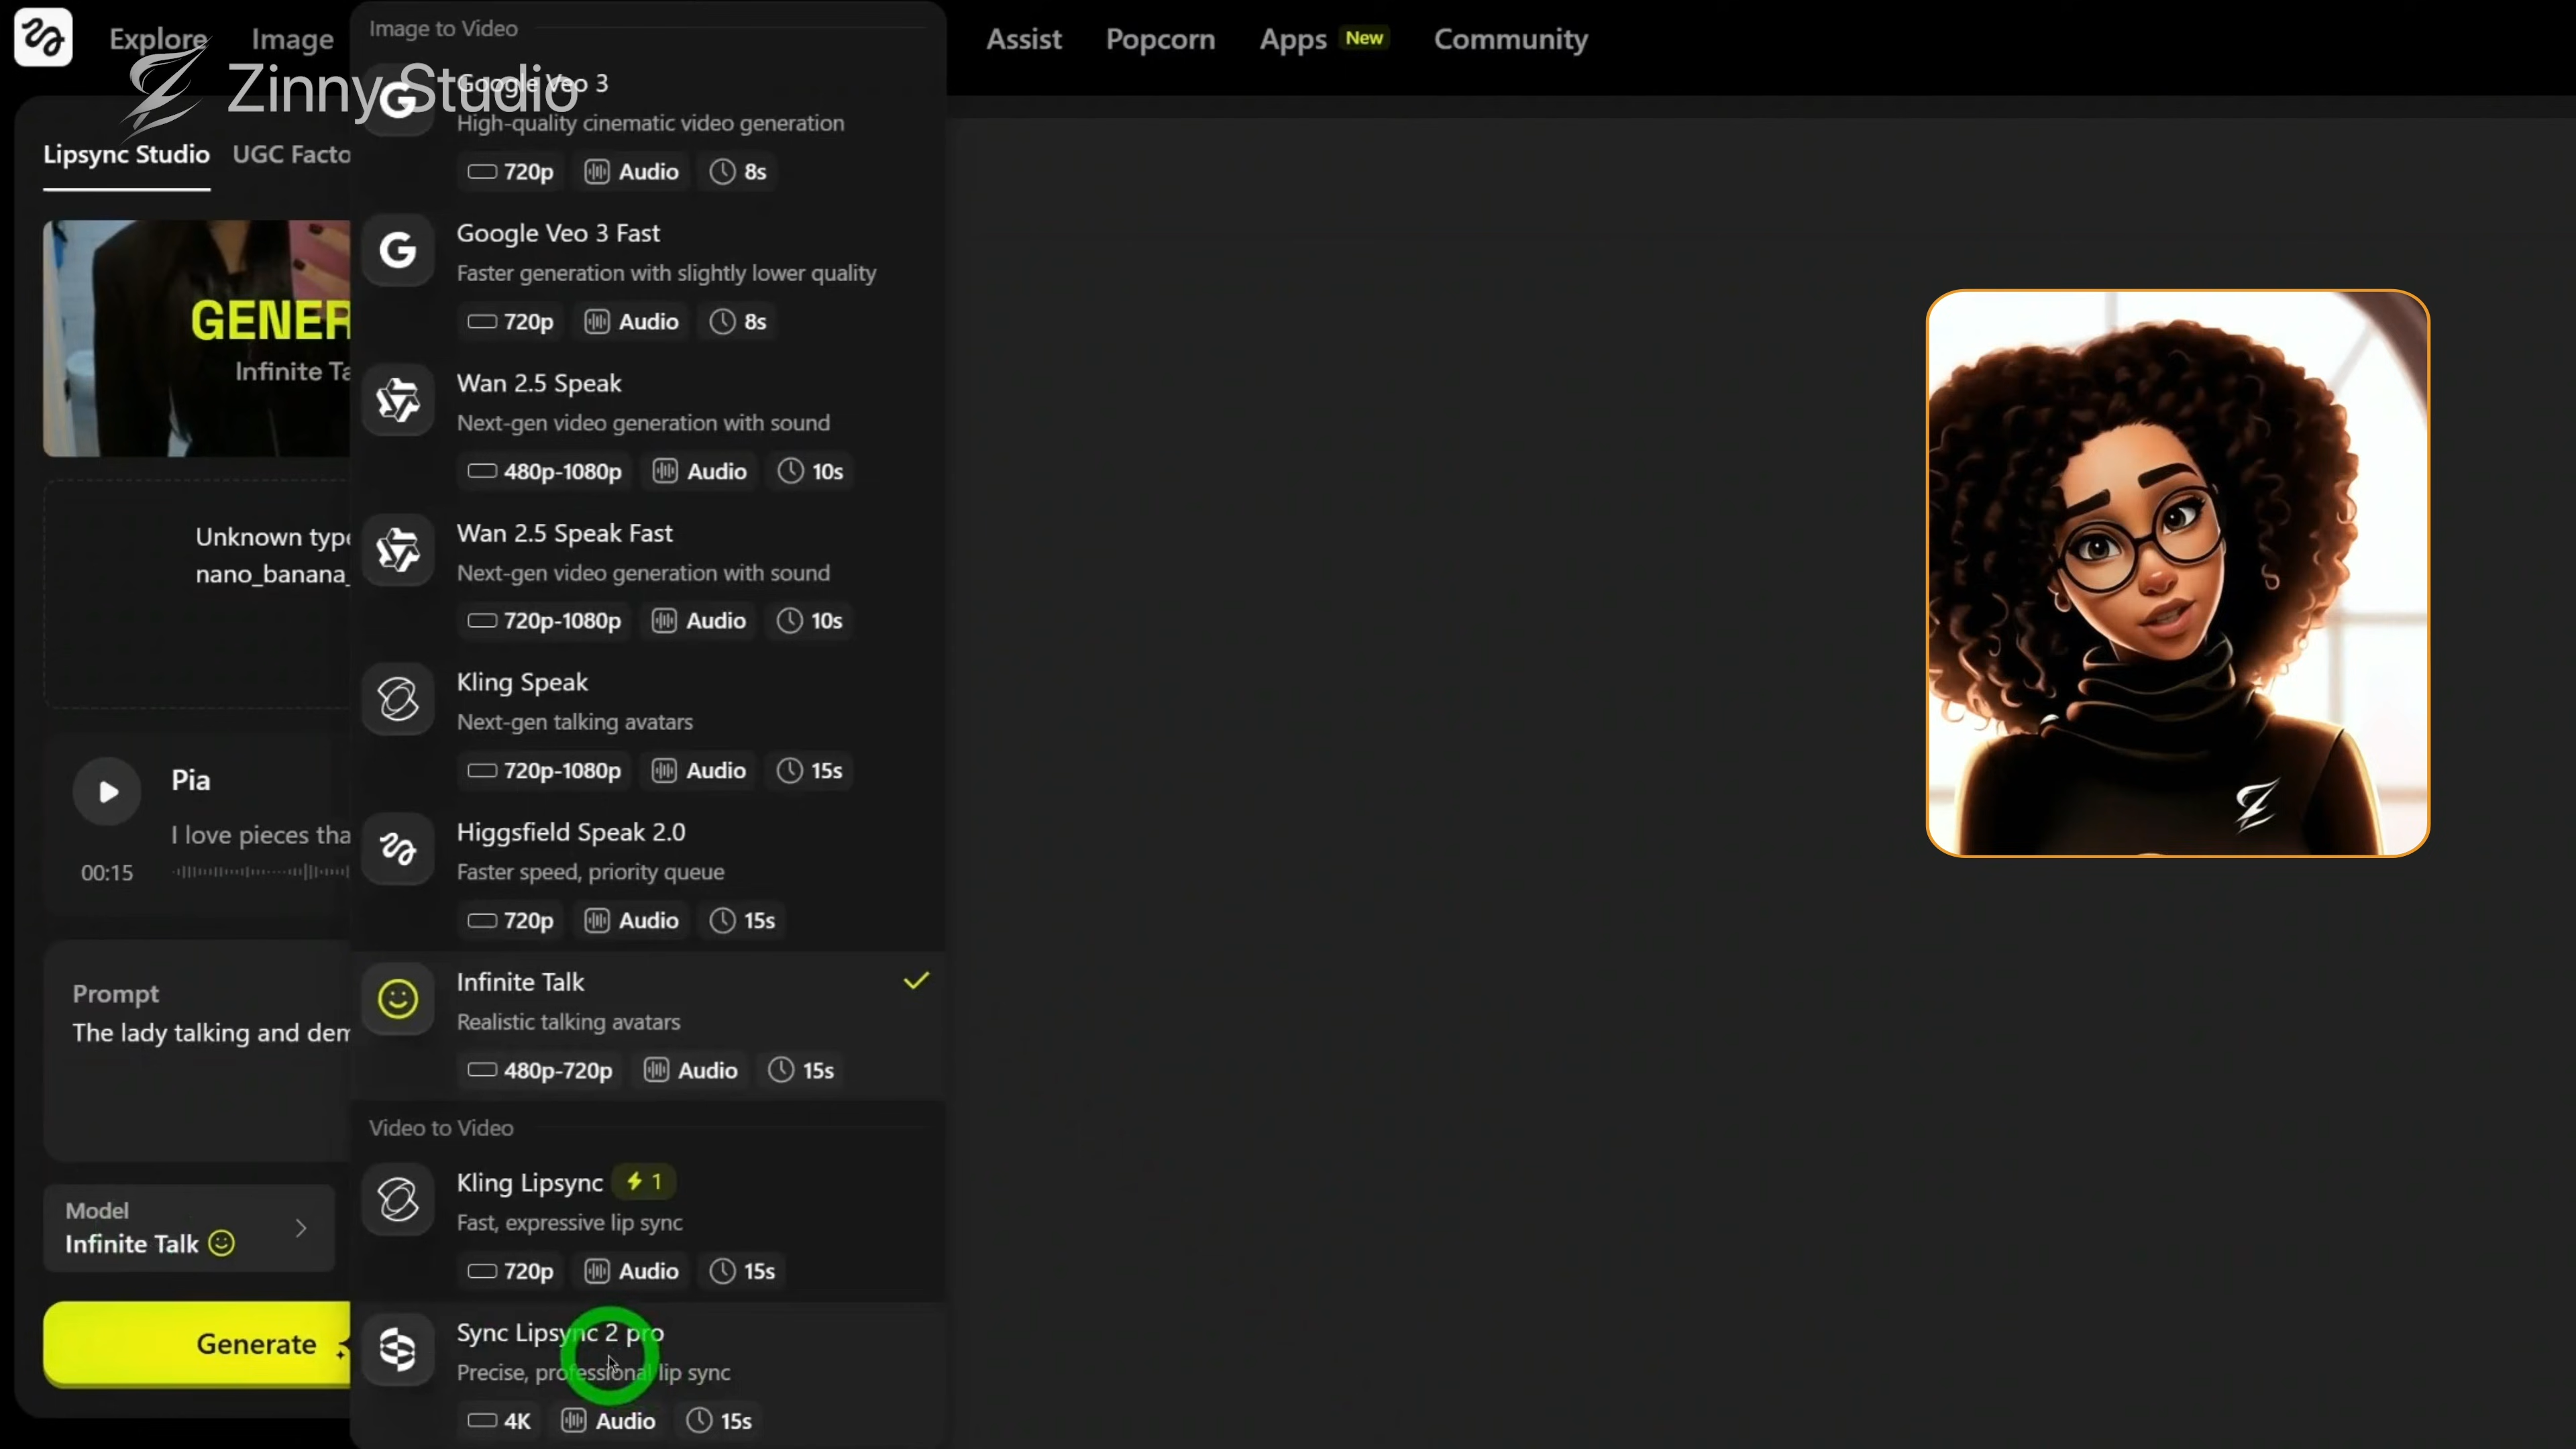 Explore
Image
Assist
Popcorn
Apps
New
Community
Zinny Studio
Lipsync Studio
UGC Facto
GENER
Infinite Ta
Unknown type
nano_banana_
Pia
I love pieces tha
00:15
Prompt
The lady talking and dem
Model
Infinite Talk
Generate
Image to Video
Google Veo 3
High-quality cinematic video generation
720p Audio 8s
Google Veo 3 Fast
Faster generation with slightly lower quality
720p Audio 8s
Wan 2.5 Speak
Next-gen video generation with sound
480p-1080p Audio 10s
Wan 2.5 Speak Fast
Next-gen video generation with sound
720p-1080p Audio 10s
Kling Speak
Next-gen talking avatars
720p-1080p Audio 15s
Higgsfield Speak 2.0
Faster speed, priority queue
720p Audio 15s
Infinite Talk
Realistic talking avatars
480p-720p Audio 15s
Video to Video
Kling Lipsync 1
Fast, expressive lip sync
720p Audio 15s
Sync Lipsync 2 pro
Precise, professional lip sync
4K Audio 15s